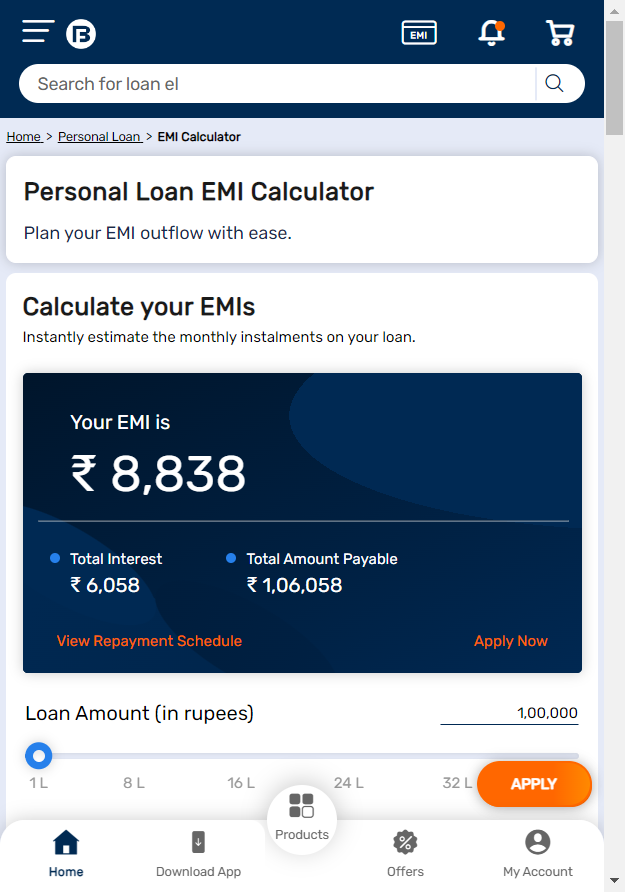 EMI
Search for loan el
Home > Personal Loan > EMI Calculator
Personal Loan EMI Calculator
Plan your EMI outflow with ease.
Calculate your EMIs
Instantly estimate the monthly instalments on your loan.
Your EMI is
₹ 8,838
Total Interest
₹ 6,058
Total Amount Payable
₹ 1,06,058
View Repayment Schedule
Apply Now
Loan Amount (in rupees)
1,00,000
1 L 8 L 16 L 24 L 32 L
APPLY
Home
Download App
Products
Offers
My Account